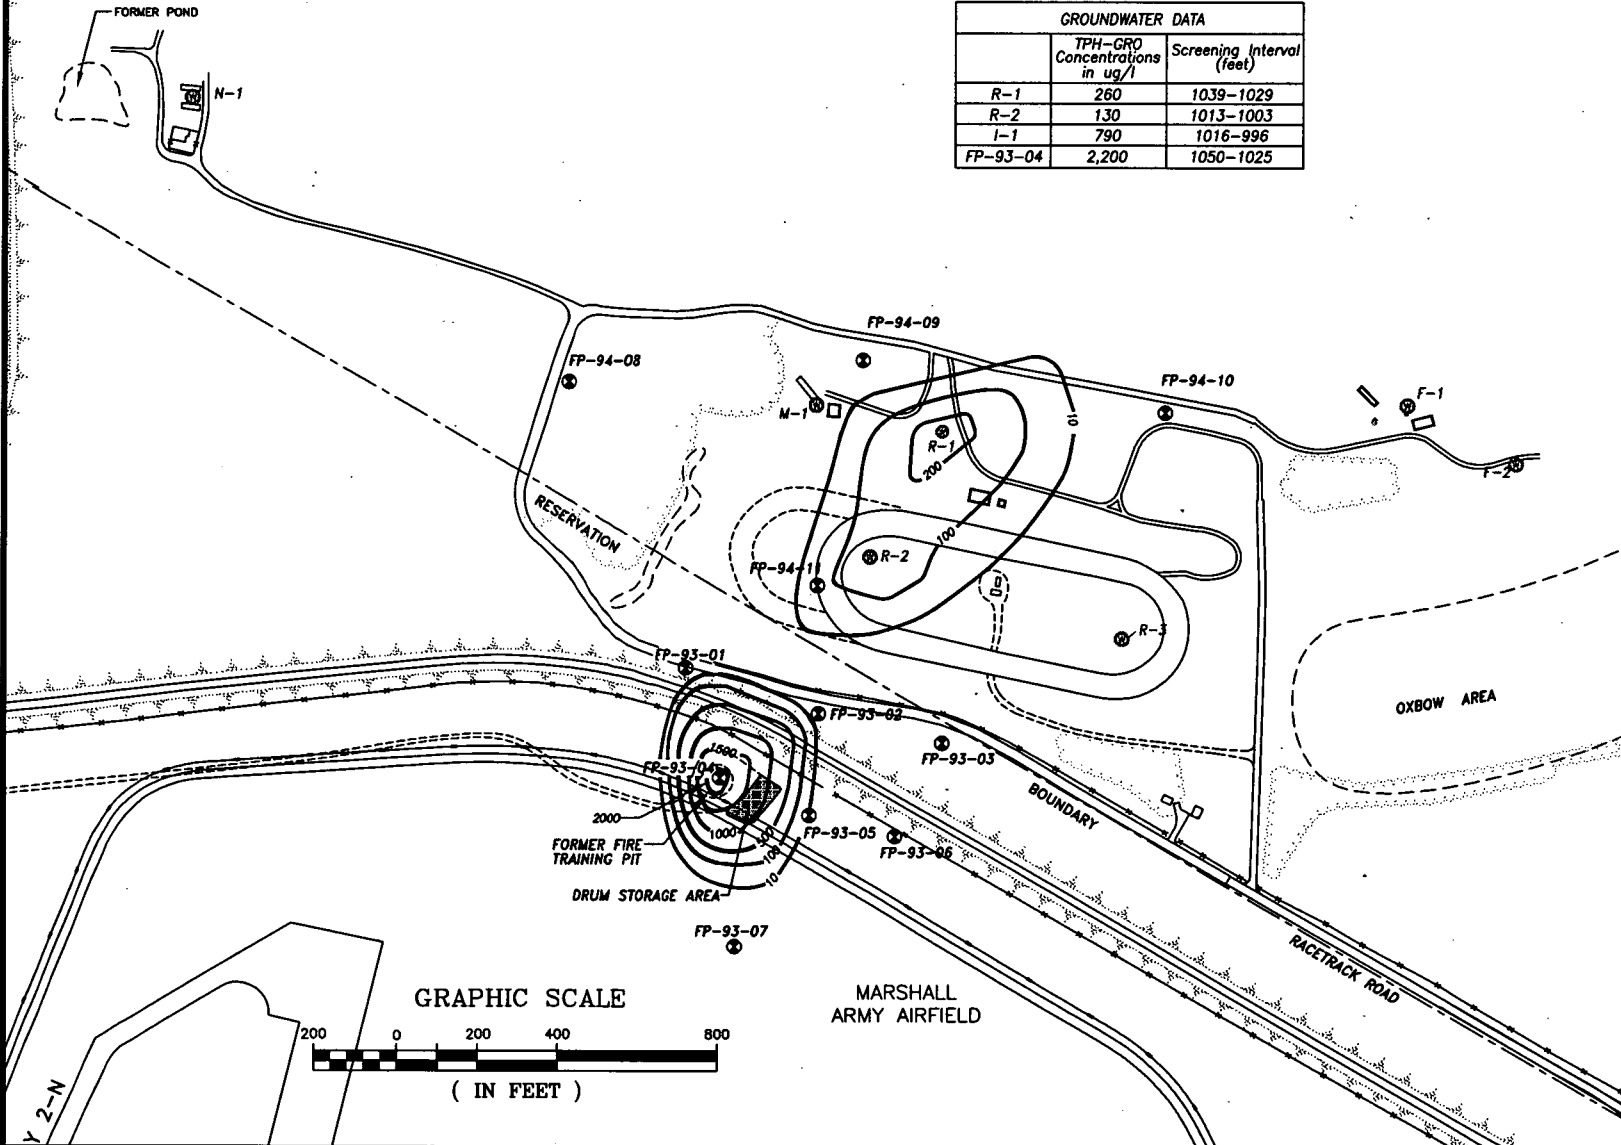 FORMER POND
N-1
GROUNDWATER DATA
TPH-GRO
Concentrations
in ug/l
Screening Interval
(feet)
R-1 260 1039-1029
R-2 130 1013-1003
I-1 790 1016-996
FP-93-04 2,200 1050-1025
FP-94-09
FP-94-08
FP-94-10
M-1
F-1
10
R-1
200
F-2
RESERVATION
100
R-2
FP-94-11
R-3
FP-93-01
OXBOW AREA
FP-93-02
1500
FP-93-03
FP-93-04
BOUNDARY
2000
1000
500
FP-93-05
FORMER FIRE
TRAINING PIT
100
FP-93-06
10
DRUM STORAGE AREA
FP-93-07
RACETRACK ROAD
MARSHALL
ARMY AIRFIELD
GRAPHIC SCALE
200 0 200 400 800
( IN FEET )
Y 2-N